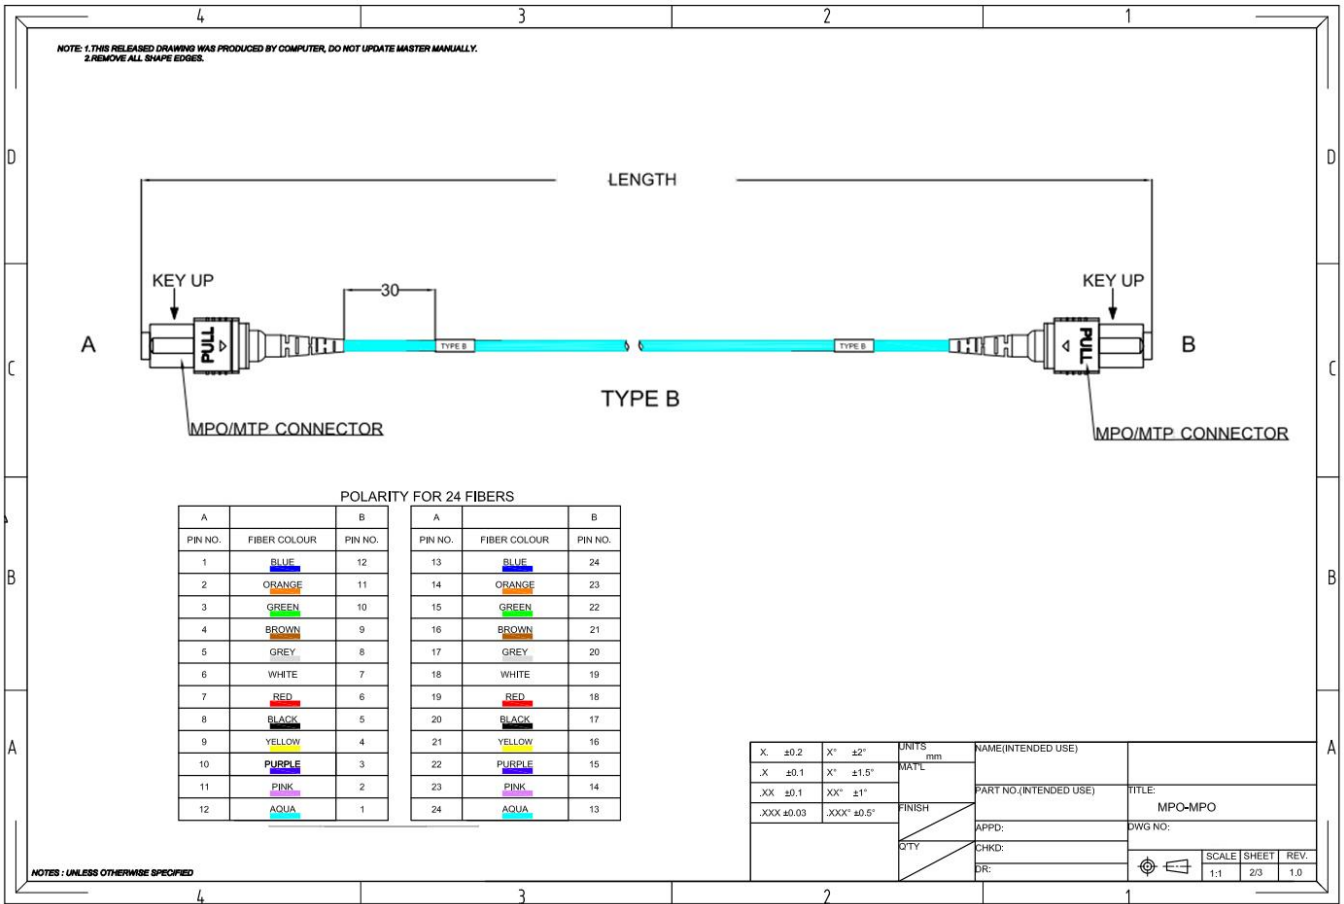 4 3 2 1
NOTE: 1.THIS RELEASED DRAWING WAS PRODUCED BY COMPUTER, DO NOT UPDATE MASTER MANUALLY.
2.REMOVE ALL SHAPE EDGES.
D D
LENGTH
KEY UP KEY UP
30
A PULL TYPE B TYPE B PULL B
C C
TYPE B
MPO/MTP CONNECTOR MPO/MTP CONNECTOR
POLARITY FOR 24 FIBERS
A B A B
PIN NO. FIBER COLOUR PIN NO. PIN NO. FIBER COLOUR PIN NO.
1 BLUE 12 13 BLUE 24
2 ORANGE 11 14 ORANGE 23
B B
3 GREEN 10 15 GREEN 22
4 BROWN 9 16 BROWN 21
5 GREY 8 17 GREY 20
6 WHITE 7 18 WHITE 19
7 RED 6 19 RED 18
8 BLACK 5 20 BLACK 17
9 YELLOW 4 21 YELLOW 16
A A
10 PURPLE 3 22 PURPLE 15
11 PINK 2 23 PINK 14
12 AQUA 1 24 AQUA 13
X. ±0.2 X° ±2° UNITS mm NAME(INTENDED USE)
.X ±0.1 X° ±1.5° MAT'L
.XX ±0.1 XX° ±1° PART NO.(INTENDED USE) TITLE:
.XXX ±0.03 .XXX° ±0.5° FINISH MPO-MPO
APPD: DWG NO:
Q'TY CHKD:
SCALE SHEET REV.
DR: 1:1 2/3 1.0
NOTES : UNLESS OTHERWISE SPECIFIED
4 3 2 1